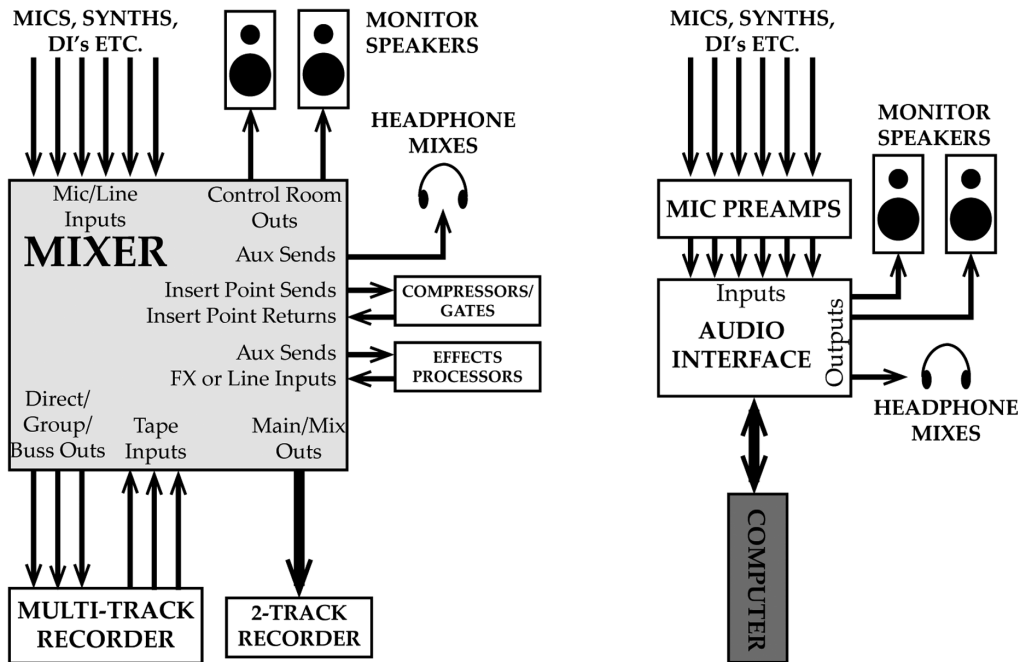 MICS, SYNTHS,
DI's ETC.
MONITOR
SPEAKERS
HEADPHONE
MIXES
Mic/Line
Inputs
Control Room
Outs
MIXER
Aux Sends
Insert Point Sends
Insert Point Returns
COMPRESSORS/
GATES
Aux Sends
FX or Line Inputs
EFFECTS
PROCESSORS
Direct/
Group/
Buss Outs
Tape
Inputs
Main/Mix
Outs
MULTI-TRACK
RECORDER
2-TRACK
RECORDER
MICS, SYNTHS,
DI's ETC.
MONITOR
SPEAKERS
MIC PREAMPS
Inputs
AUDIO
INTERFACE
Outputs
HEADPHONE
MIXES
COMPUTER